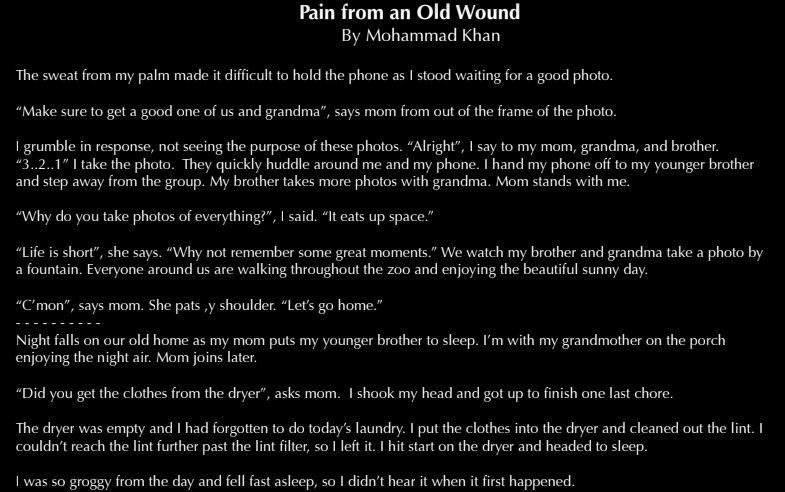 Pain from an Old Wound
By Mohammad Khan
The sweat from my palm made it difficult to hold the phone as I stood waiting for a good photo.
“Make sure to get a good one of us and grandma”, says mom from out of the frame of the photo.
I grumble in response, not seeing the purpose of these photos. “Alright”, I say to my mom, grandma, and brother.
“3..2..1” I take the photo.  They quickly huddle around me and my phone. I hand my phone off to my younger brother
and step away from the group. My brother takes more photos with grandma. Mom stands with me.
“Why do you take photos of everything?”, I said. “It eats up space.”
“Life is short”, she says. “Why not remember some great moments.” We watch my brother and grandma take a photo by
a fountain. Everyone around us are walking throughout the zoo and enjoying the beautiful sunny day.
“C’mon”, says mom. She pats ,y shoulder. “Let’s go home.”
- - - - - - - - - -
Night falls on our old home as my mom puts my younger brother to sleep. I’m with my grandmother on the porch
enjoying the night air. Mom joins later.
“Did you get the clothes from the dryer”, asks mom.  I shook my head and got up to finish one last chore.
The dryer was empty and I had forgotten to do today’s laundry. I put the clothes into the dryer and cleaned out the lint. I
couldn’t reach the lint further past the lint filter, so I left it. I hit start on the dryer and headed to sleep.
I was so groggy from the day and fell fast asleep, so I didn’t hear it when it first happened.